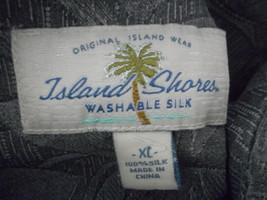 ORIGINAL ISLAND WEAR
Island Shores
WASHABLE SILK
-XL-
100% SILK
MADE IN
CHINA